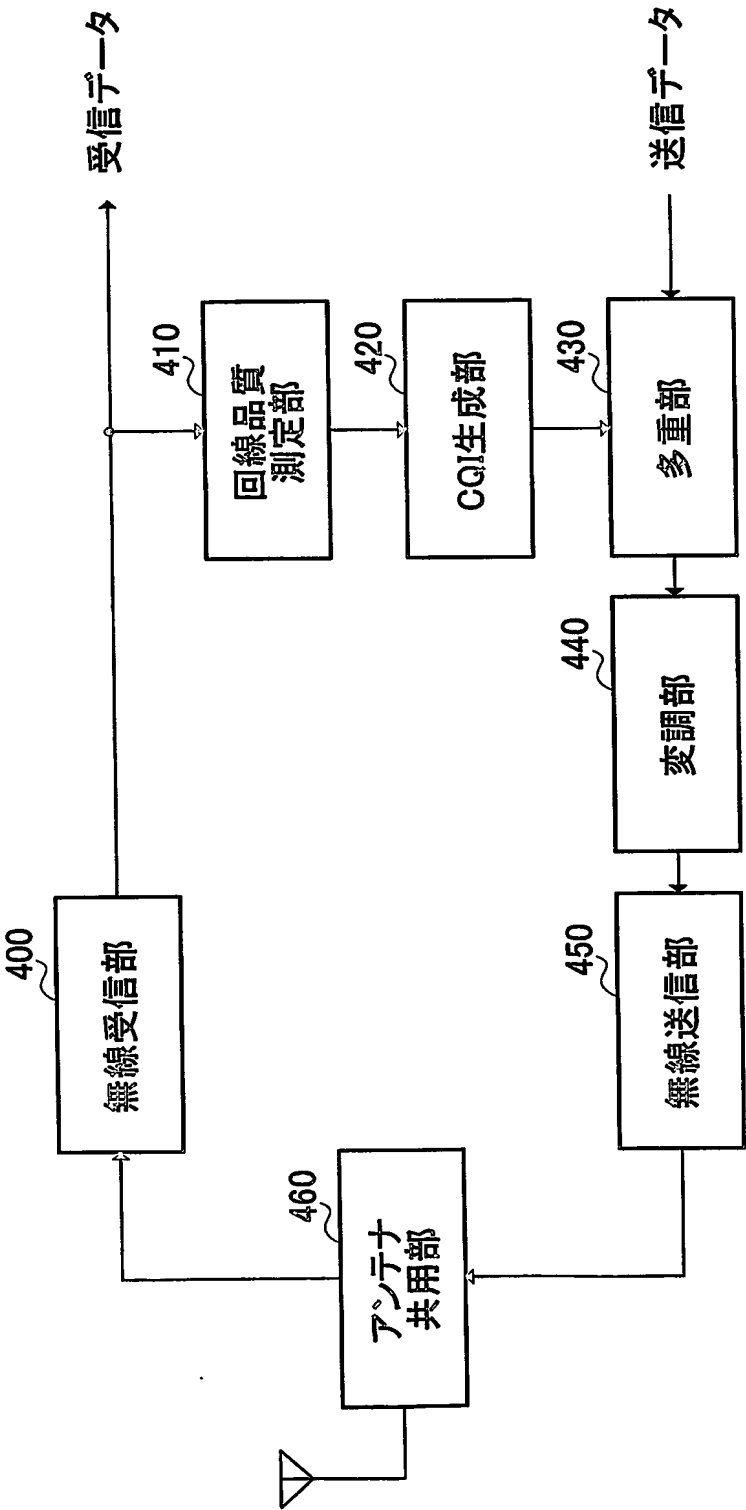 460
アンテナ
共用部
400
無線受信部
受信データ
410
回線品質
測定部
420
CQI生成部
430
多重部
送信データ
440
変調部
450
無線送信部